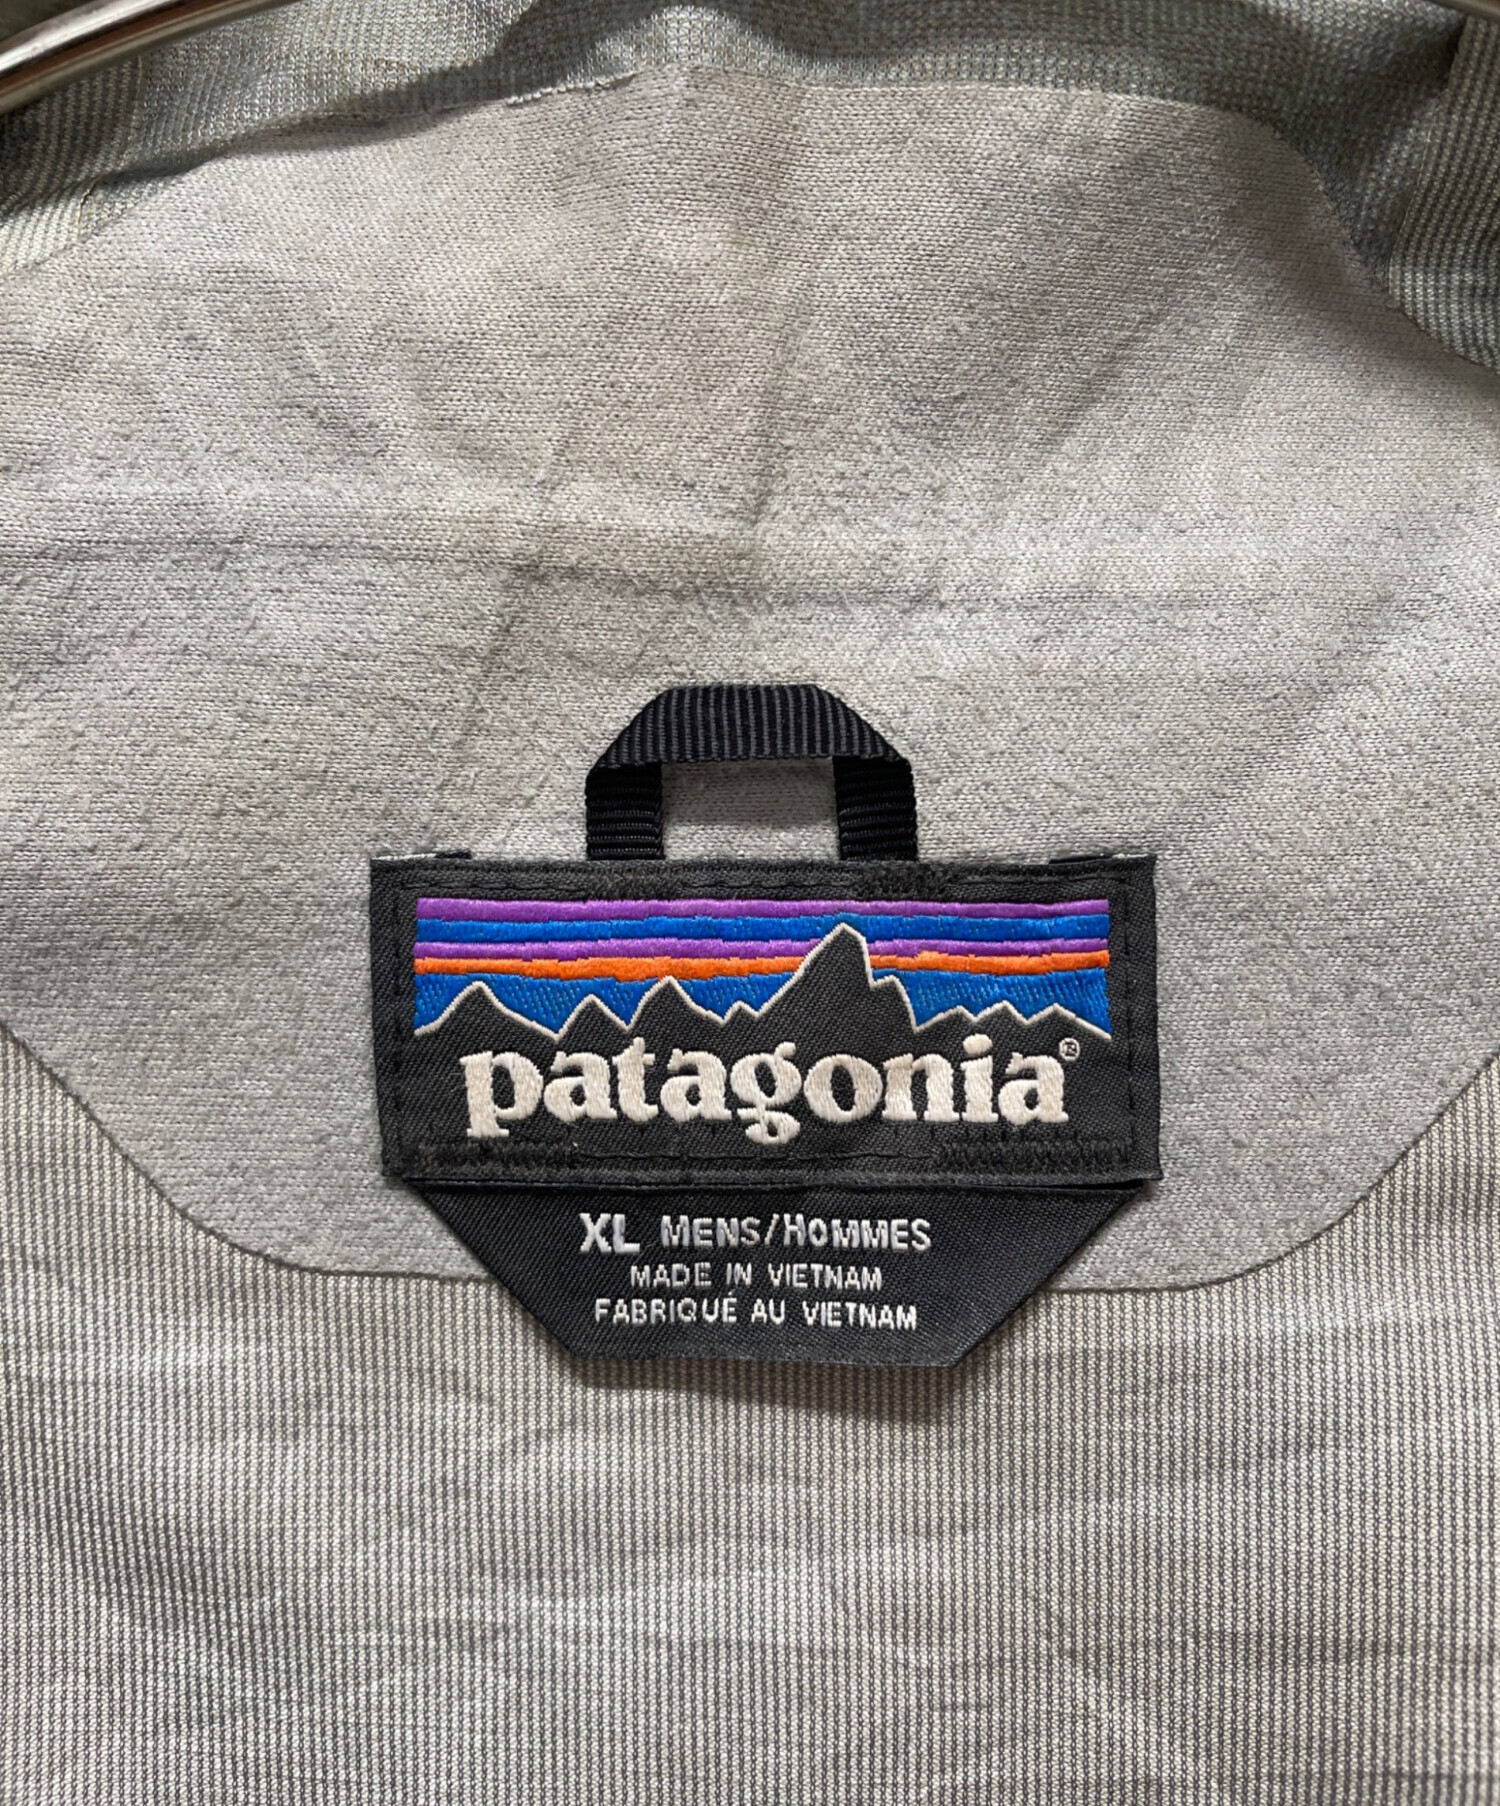 patagonia®
XL MENS/HOMMES
MADE IN VIETNAM
FABRIQUÉ AU VIETNAM